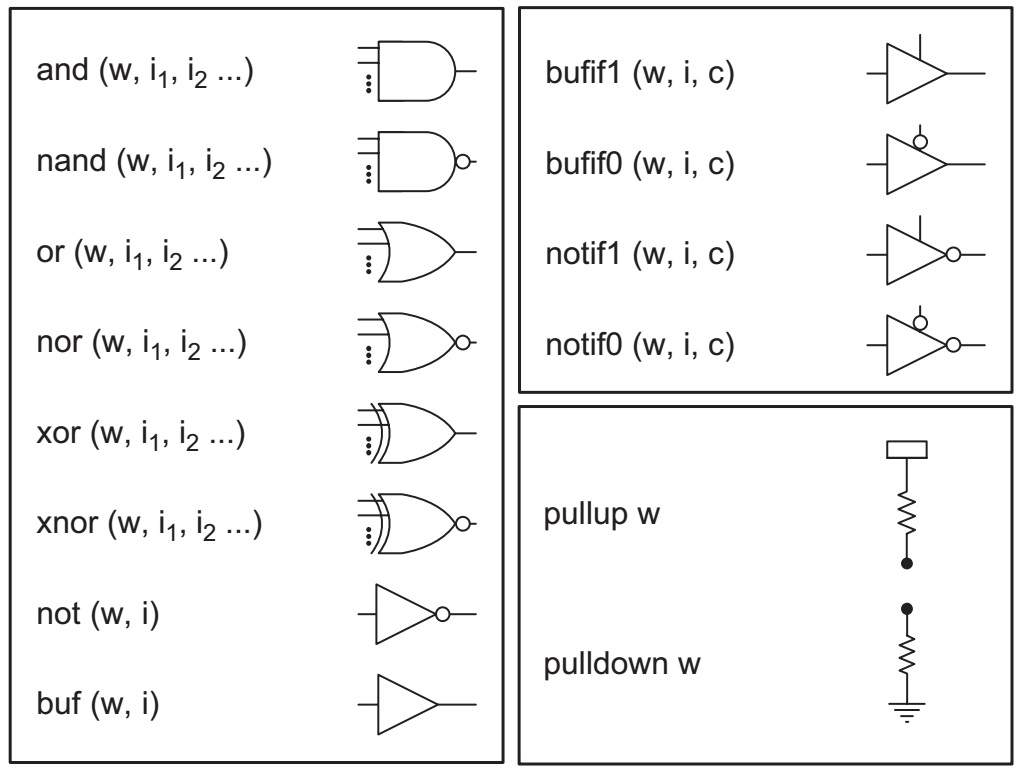 and (w, i₁, i₂ ...)
nand (w, i₁, i₂ ...)
or (w, i₁, i₂ ...)
nor (w, i₁, i₂ ...)
xor (w, i₁, i₂ ...)
xnor (w, i₁, i₂ ...)
not (w, i)
buf (w, i)
bufif1 (w, i, c)
bufif0 (w, i, c)
notif1 (w, i, c)
notif0 (w, i, c)
pullup w
pulldown w